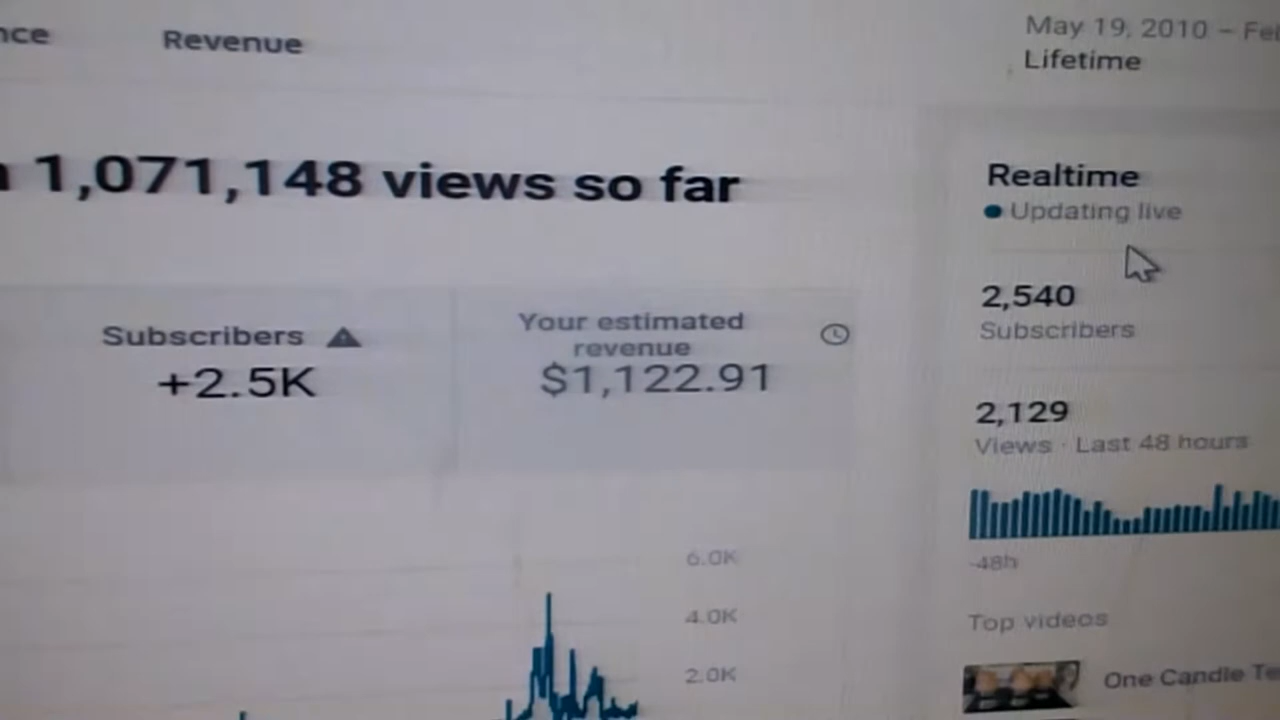 Revenue
May 19, 2010 –
Lifetime
1,071,148 views so far
Realtime
Updating live
2,540
Subscribers
Subscribers
+2.5K
Your estimated
revenue
$1,122.91
2,129
Views · Last 48 hours
-48h
6.0K
4.0K
2.0K
Top videos
One Candle